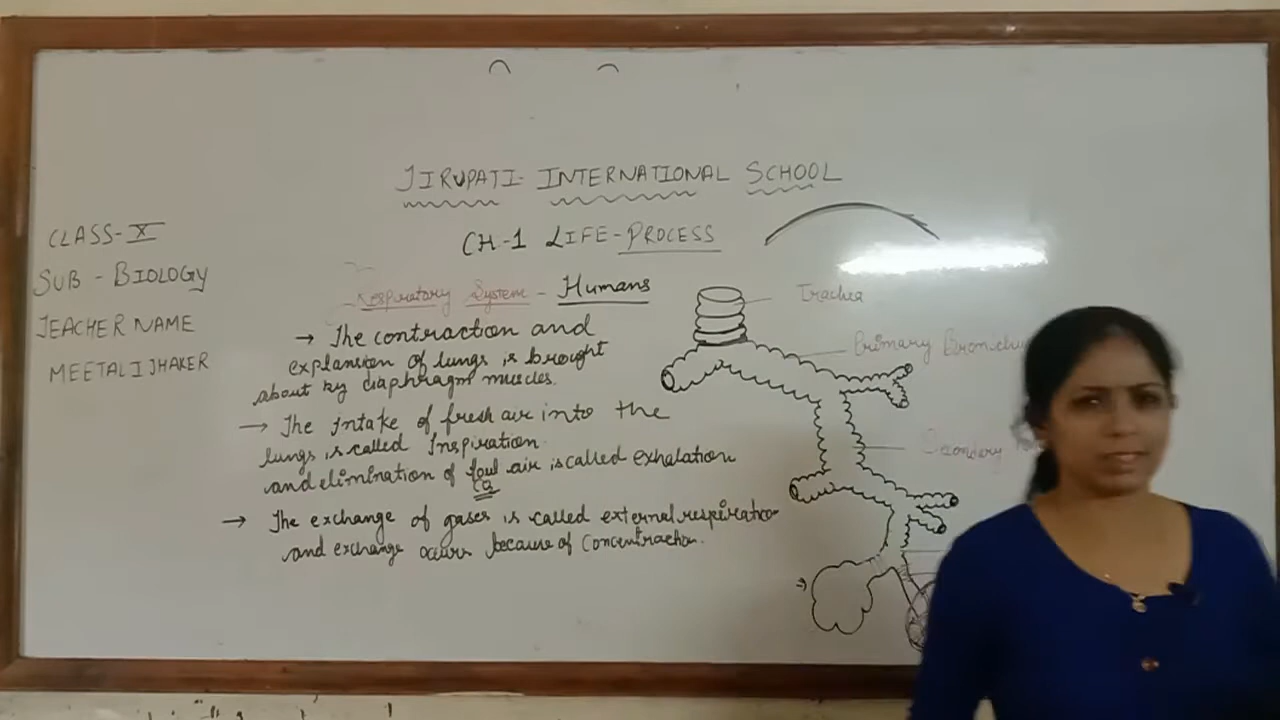 TIRUPATI- INTERNATIONAL SCHOOL
CH-1 LIFE-PROCESS
CLASS-X
SUB - BIOLOGY
TEACHER NAME
MEETALI JHAKER
Respiratory System - Humans
→ The contraction and
explansion of lungs is brought
about by diaphragm muscles.
→ The intake of fresh air into the
lungs is called Inspiration.
and elimination of foul air is called exhalation
→ The exchange of gases is called external respiration
and exchange occurs because of Concentraction.
Trachea
Primary
Secondary